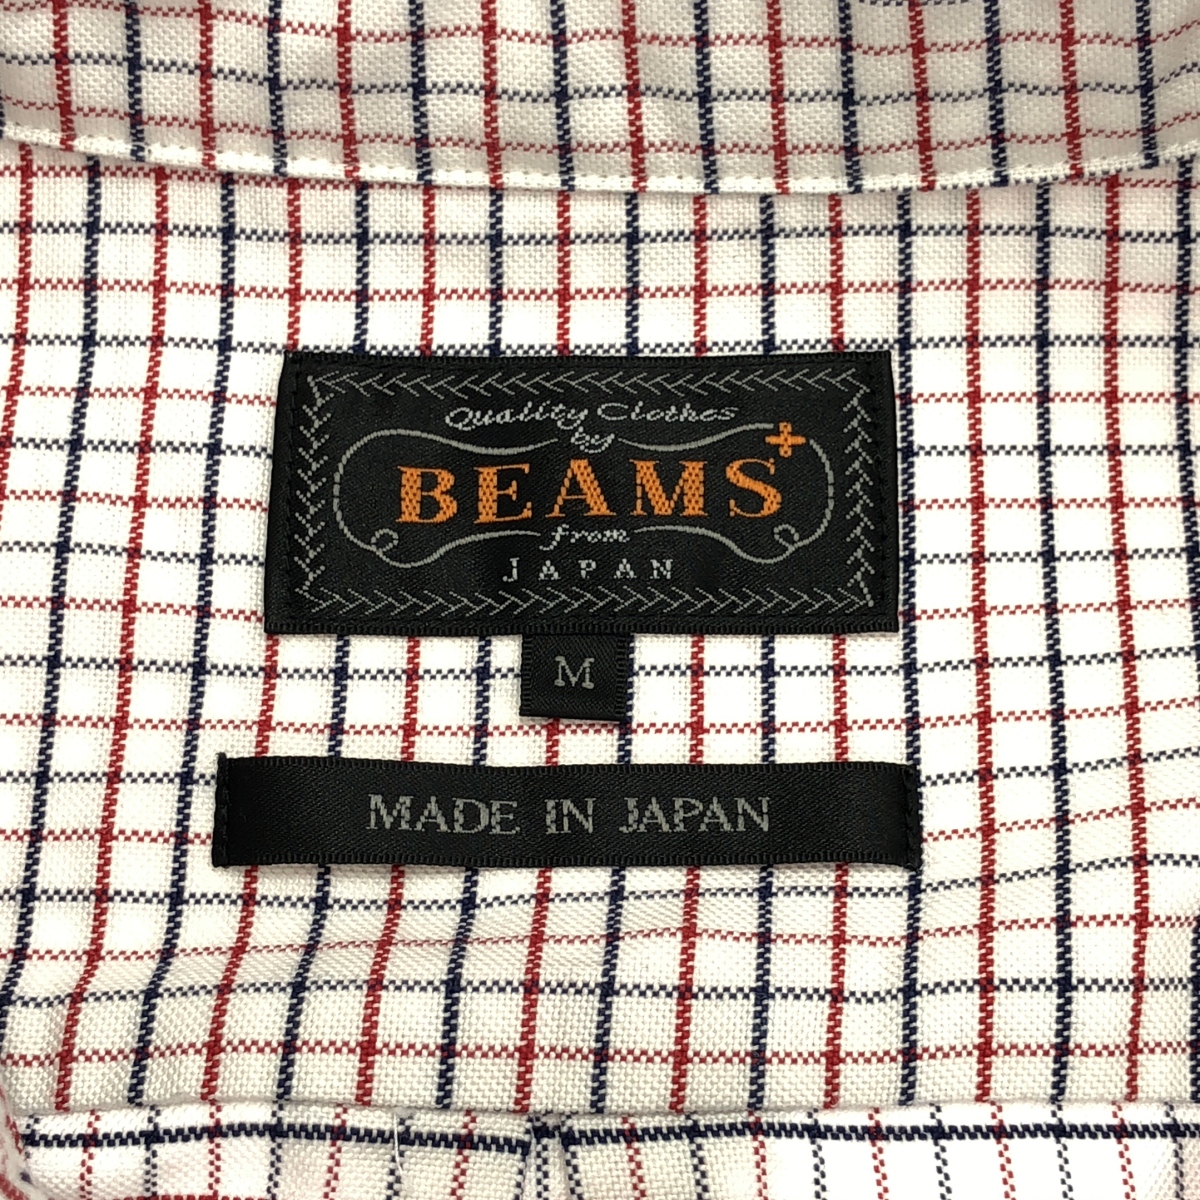 Quality Clothes
by
BEAMS+
from
JAPAN
M
MADE IN JAPAN